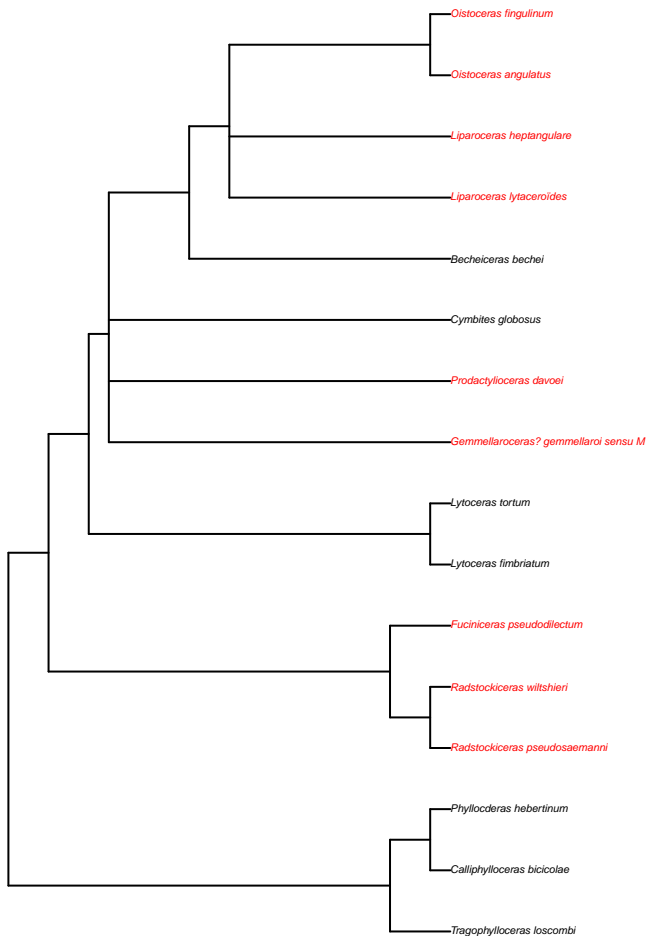 Oistoceras fingulinum
Oistoceras angulatus
Liparoceras heptangulare
Liparoceras lytaceroïdes
Becheiceras bechei
Cymbites globosus
Prodactylioceras davoei
Gemmellaroceras? gemmellaroi sensu M
Lytoceras tortum
Lytoceras fimbriatum
Fuciniceras pseudodilectum
Radstockiceras wiltshieri
Radstockiceras pseudosaemanni
Phyllocderas hebertinum
Calliphylloceras bicicolae
Tragophylloceras loscombi